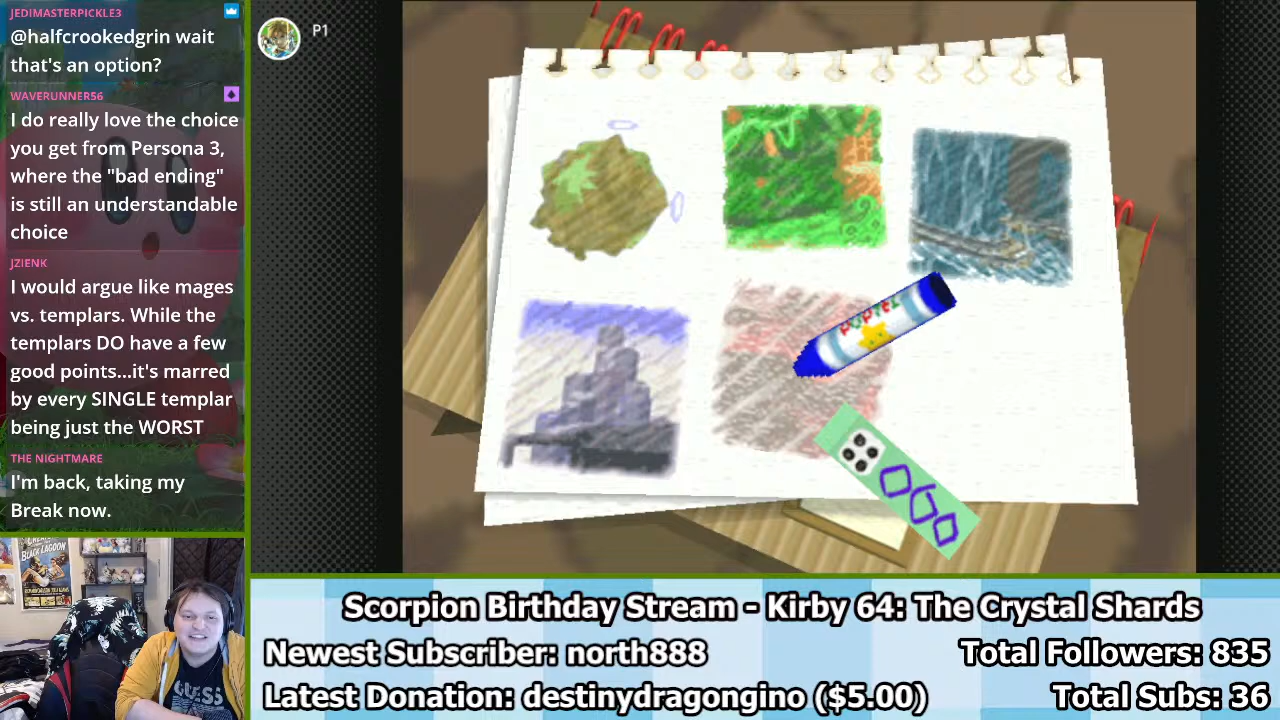 JEDIMASTERPICKLE3
@halfcrookedgrin wait
that's an option?
WAVERUNNER56
I do really love the choice
you get from Persona 3,
where the "bad ending"
is still an understandable
choice
JZIENK
I would argue like mages
vs. templars. While the
templars DO have a few
good points...it's marred
by every SINGLE templar
being just the WORST
THE NIGHTMARE
I'm back, taking my
Break now.
P1
POPSTER
BLACK LAGOON
GUESS
Scorpion Birthday Stream - Kirby 64: The Crystal Shards
Newest Subscriber: north888
Total Followers: 835
Latest Donation: destinydragongino ($5.00)
Total Subs: 36